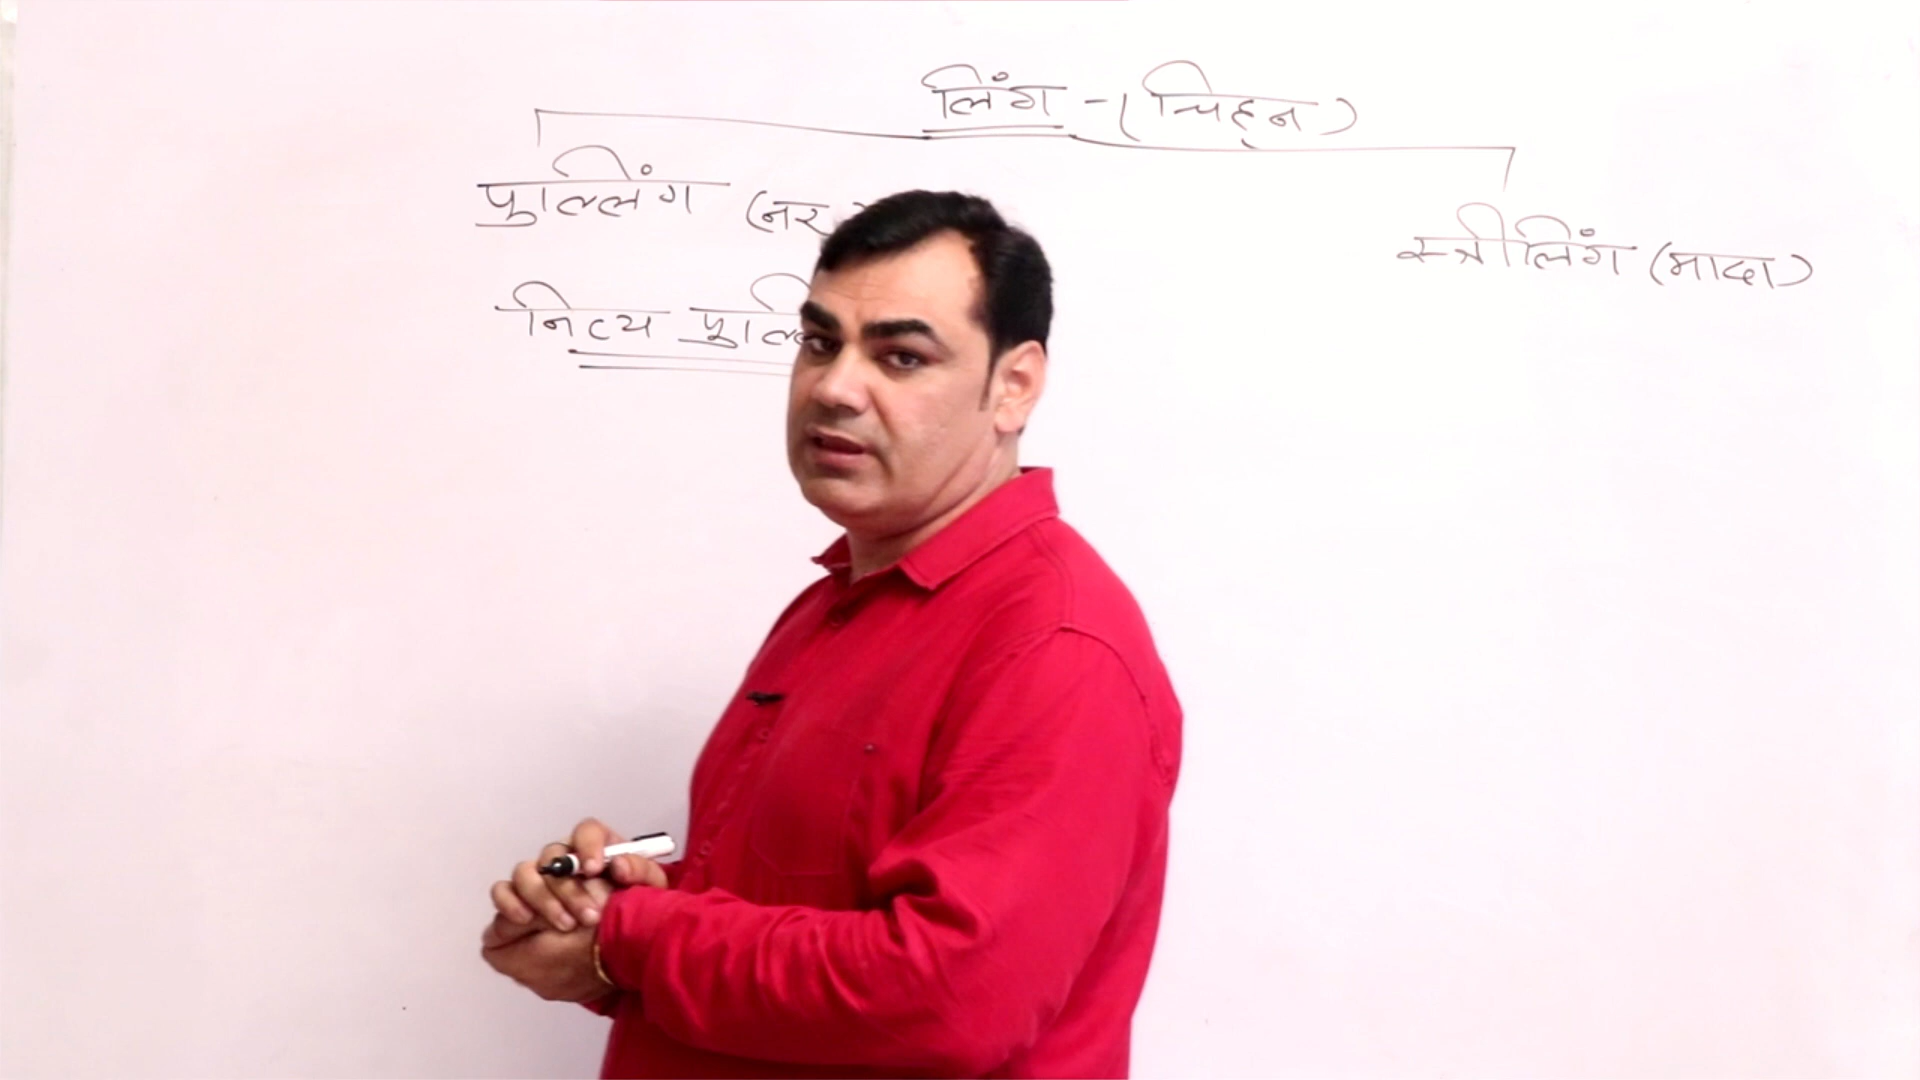 लिंग - (चिह्न)
पुल्लिंग (नर
स्त्रीलिंग (मादा)
नित्य